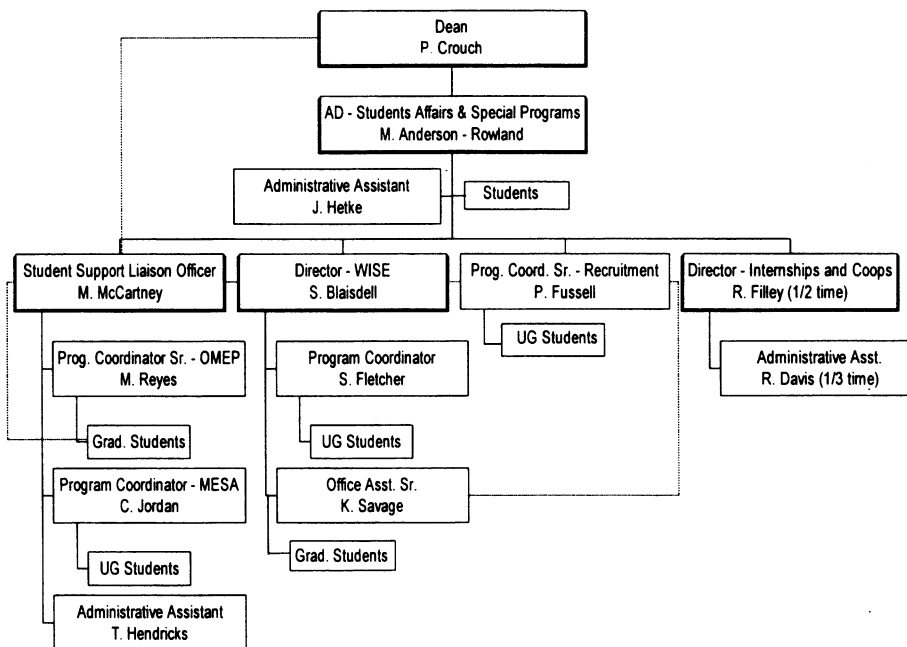 Dean
P. Crouch
AD - Students Affairs & Special Programs
M. Anderson - Rowland
Administrative Assistant
J. Hetke
Students
Student Support Liaison Officer
M. McCartney
Director - WISE
S. Blaisdell
Prog. Coord. Sr. - Recruitment
P. Fussell
Director - Internships and Coops
R. Filley (1/2 time)
UG Students
Prog. Coordinator Sr. - OMEP
M. Reyes
Program Coordinator
S. Fletcher
Administrative Asst.
R. Davis (1/3 time)
Grad. Students
UG Students
Program Coordinator - MESA
C. Jordan
Office Asst. Sr.
K. Savage
UG Students
Grad. Students
Administrative Assistant
T. Hendricks